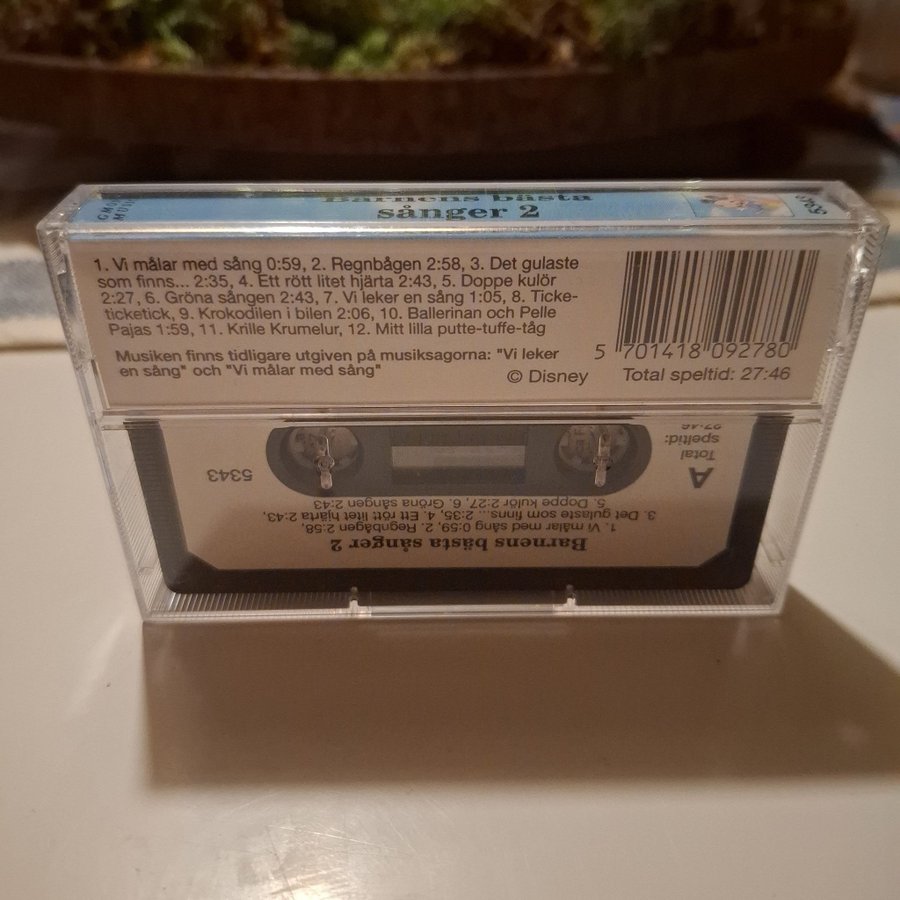 Barnens bästa
sånger 2
5343
1. Vi målar med sång 0:59, 2. Regnbågen 2:58, 3. Det gulaste
som finns... 2:35, 4. Ett rött litet hjärta 2:43, 5. Doppe kulör
2:27, 6. Gröna sången 2:43, 7. Vi leker en sång 1:05, 8. Ticke-
ticketick, 9. Krokodilen i bilen 2:06, 10. Ballerinan och Pelle
Pajas 1:59, 11. Krille Krumelur, 12. Mitt lilla putte-tuffe-tåg
Musiken finns tidligare utgiven på musiksagorna: "Vi leker
en sång" och "Vi målar med sång"
© Disney
5 701418 092780
Total speltid: 27:46
Barnens bästa sånger 2
1. Vi målar med sång 0:59, 2. Regnbågen 2:58,
3. Det gulaste som finns... 2:35, 4. Ett rött litet hjärta 2:43,
5. Doppe kulör 2:27, 6. Gröna sången 2:43
A
5343
Total
speltid:
27:46